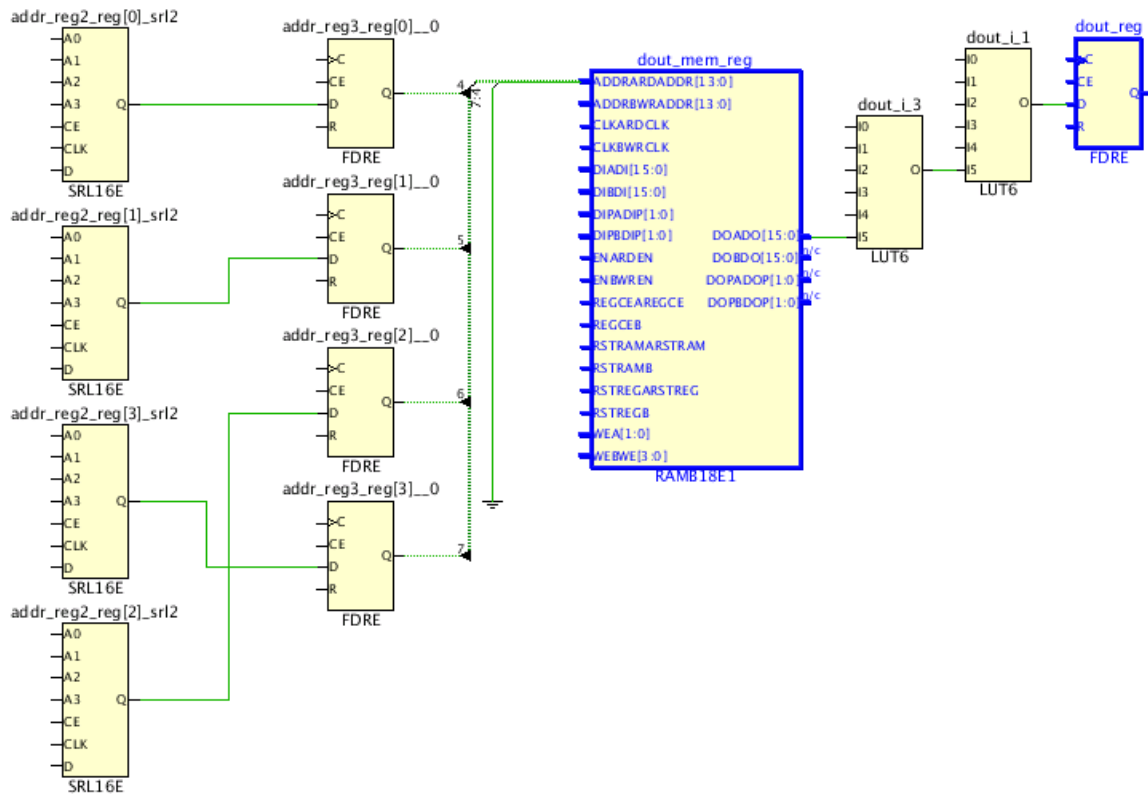 addr_reg2_reg[0]_srl2
A0
A1
A2
A3 Q
CE
CLK
D
SRL16E
addr_reg2_reg[1]_srl2
A0
A1
A2
A3 Q
CE
CLK
D
SRL16E
addr_reg2_reg[3]_srl2
A0
A1
A2
A3 Q
CE
CLK
D
SRL16E
addr_reg2_reg[2]_srl2
A0
A1
A2
A3 Q
CE
CLK
D
SRL16E
addr_reg3_reg[0]__0
C
CE
D
R
Q
FDRE
addr_reg3_reg[1]__0
C
CE
D
R
Q
FDRE
addr_reg3_reg[2]__0
C
CE
D
R
Q
FDRE
addr_reg3_reg[3]__0
C
CE
D
R
Q
FDRE
4
7:4
5
6
7
dout_mem_reg
ADDRARDADDR[13:0]
ADDRBWRADDR[13:0]
CLKARDCLK
CLKBWRCLK
DIADI[15:0]
DIBDI[15:0]
DIPADIP[1:0]
DIPBDIP[1:0] DOADO[15:0]
ENARDEN DOBDO[15:0] n/c
ENBWREN DOPADOP[1:0] n/c
REGCEAREGCE DOPBDOP[1:0] n/c
REGCEB
RSTRAMARSTRAM
RSTRAMB
RSTREGARSTREG
RSTREGB
WEA[1:0]
WEBWE[3:0]
RAMB18E1
dout_i_3
I0
I1
I2 O
I3
I4
I5
LUT6
dout_i_1
I0
I1
I2 O
I3
I4
I5
LUT6
dout_reg
C
CE
D
R
Q
FDRE